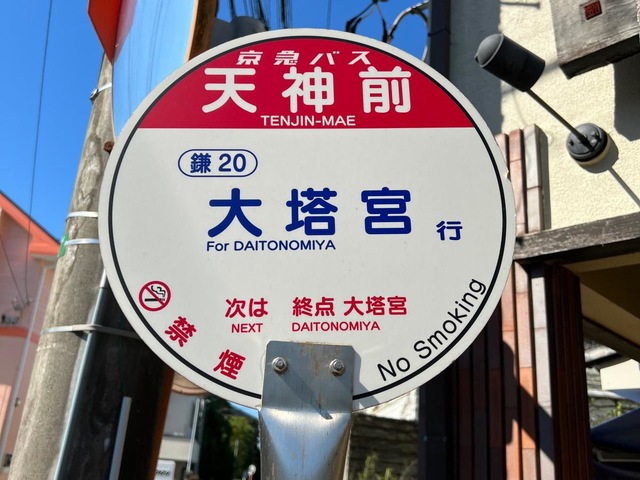 京急バス
天神前
TENJIN-MAE
鎌20
大塔宮 行
For DAITONOMIYA
次は 終点 大塔宮
NEXT DAITONOMIYA
禁煙
No Smoking